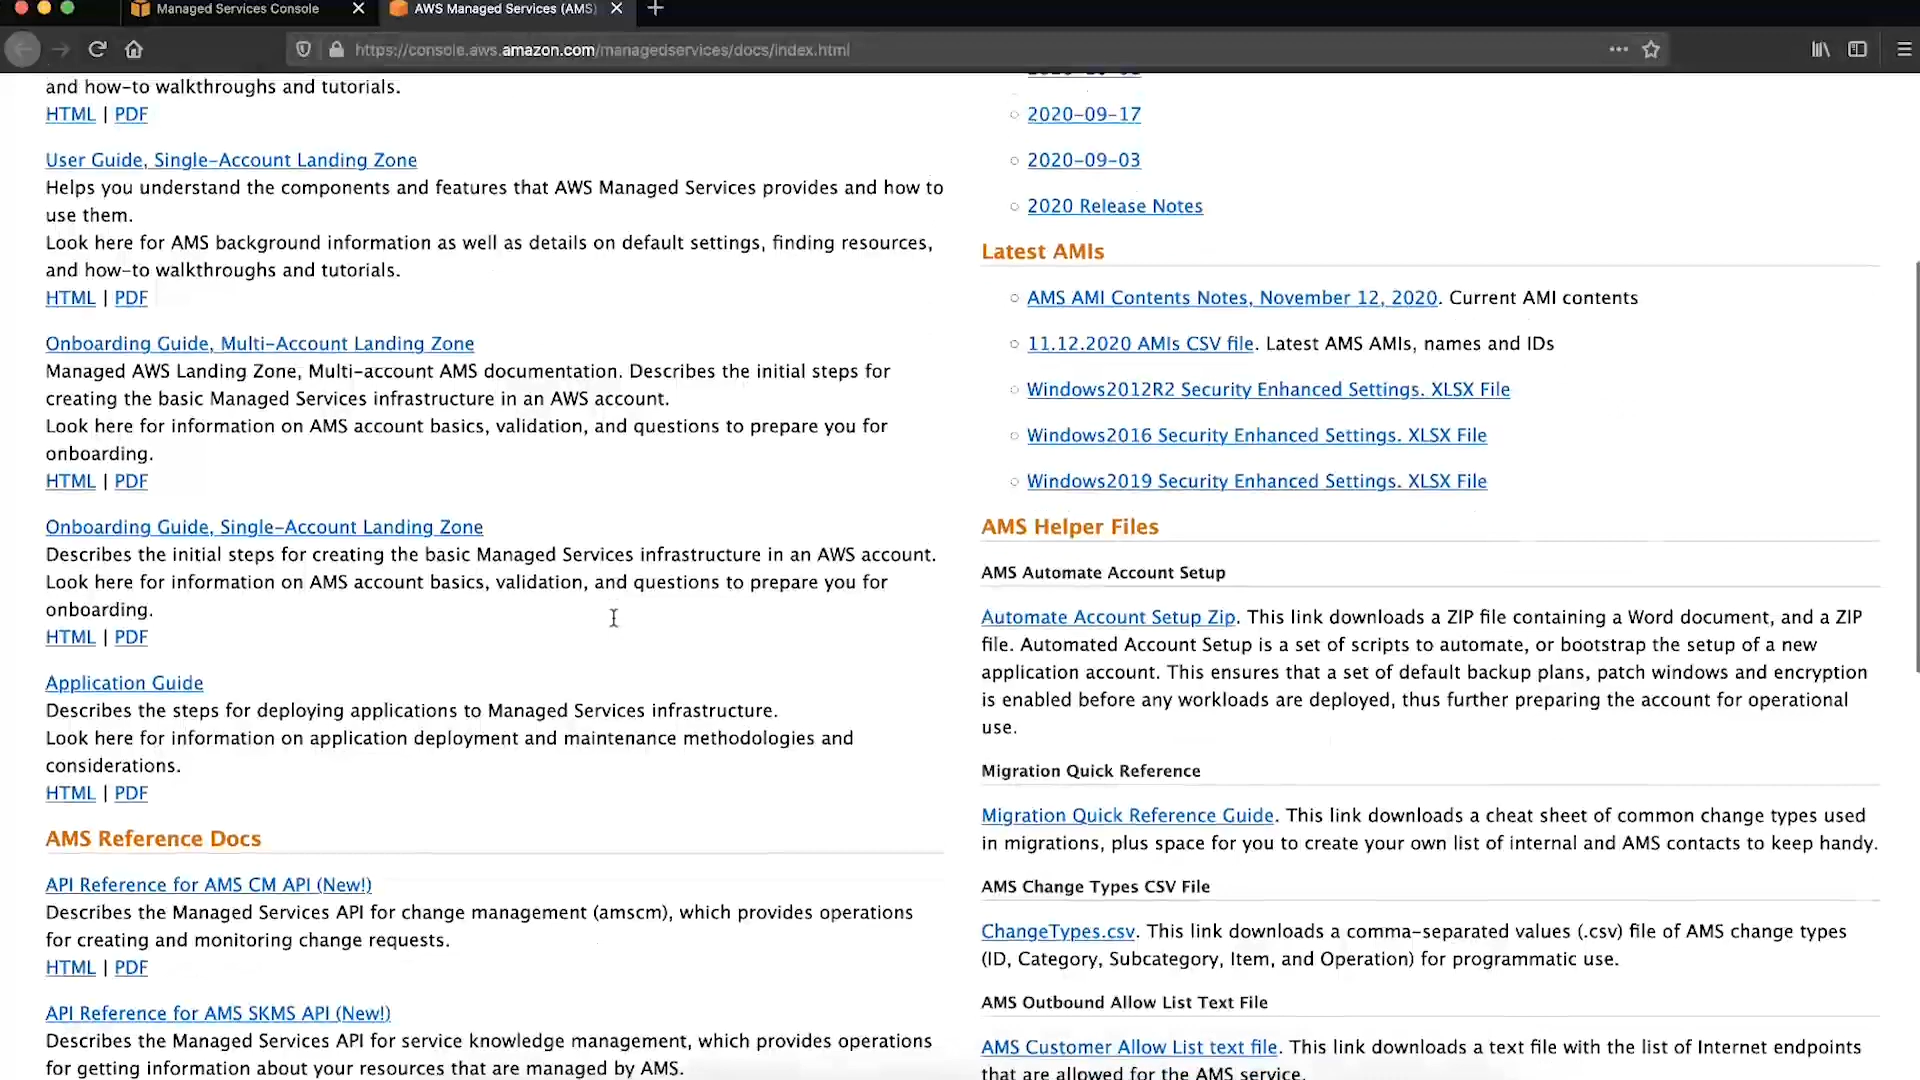 Managed Services Console
AWS Managed Services (AMS)
https://console.aws.amazon.com/managedservices/docs/index.html
and how-to walkthroughs and tutorials.
HTML | PDF
User Guide, Single-Account Landing Zone
Helps you understand the components and features that AWS Managed Services provides and how to
use them.
Look here for AMS background information as well as details on default settings, finding resources,
and how-to walkthroughs and tutorials.
HTML | PDF
Onboarding Guide, Multi-Account Landing Zone
Managed AWS Landing Zone, Multi-account AMS documentation. Describes the initial steps for
creating the basic Managed Services infrastructure in an AWS account.
Look here for information on AMS account basics, validation, and questions to prepare you for
onboarding.
HTML | PDF
Onboarding Guide, Single-Account Landing Zone
Describes the initial steps for creating the basic Managed Services infrastructure in an AWS account.
Look here for information on AMS account basics, validation, and questions to prepare you for
onboarding.
HTML | PDF
Application Guide
Describes the steps for deploying applications to Managed Services infrastructure.
Look here for information on application deployment and maintenance methodologies and
considerations.
HTML | PDF
AMS Reference Docs
API Reference for AMS CM API (New!)
Describes the Managed Services API for change management (amscm), which provides operations
for creating and monitoring change requests.
HTML | PDF
API Reference for AMS SKMS API (New!)
Describes the Managed Services API for service knowledge management, which provides operations
for getting information about your resources that are managed by AMS.
2020-09-17
2020-09-03
2020 Release Notes
Latest AMIs
AMS AMI Contents Notes, November 12, 2020. Current AMI contents
11.12.2020 AMIs CSV file. Latest AMS AMIs, names and IDs
Windows2012R2 Security Enhanced Settings. XLSX File
Windows2016 Security Enhanced Settings. XLSX File
Windows2019 Security Enhanced Settings. XLSX File
AMS Helper Files
AMS Automate Account Setup
Automate Account Setup Zip. This link downloads a ZIP file containing a Word document, and a ZIP
file. Automated Account Setup is a set of scripts to automate, or bootstrap the setup of a new
application account. This ensures that a set of default backup plans, patch windows and encryption
is enabled before any workloads are deployed, thus further preparing the account for operational
use.
Migration Quick Reference
Migration Quick Reference Guide. This link downloads a cheat sheet of common change types used
in migrations, plus space for you to create your own list of internal and AMS contacts to keep handy.
AMS Change Types CSV File
ChangeTypes.csv. This link downloads a comma-separated values (.csv) file of AMS change types
(ID, Category, Subcategory, Item, and Operation) for programmatic use.
AMS Outbound Allow List Text File
AMS Customer Allow List text file. This link downloads a text file with the list of Internet endpoints
that are allowed for the AMS service.